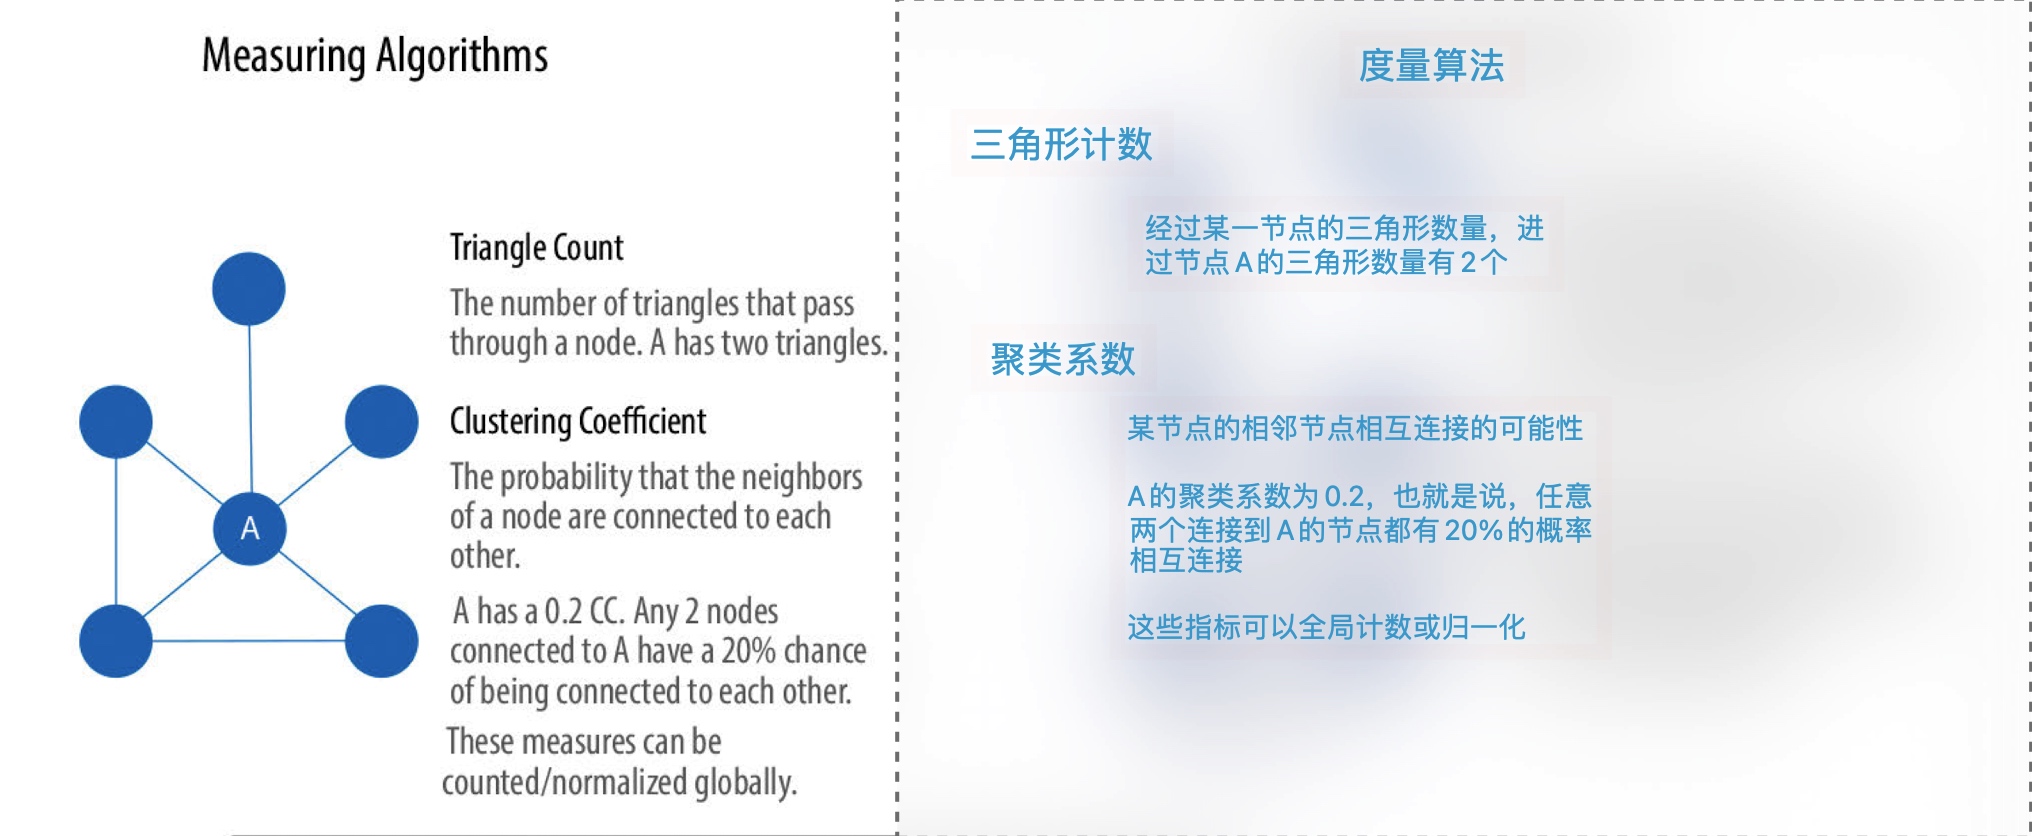 Measuring Algorithms
A
Triangle Count
The number of triangles that pass
through a node. A has two triangles.
Clustering Coefficient
The probability that the neighbors
of a node are connected to each
other.
A has a 0.2 CC. Any 2 nodes
connected to A have a 20% chance
of being connected to each other.
These measures can be
counted/normalized globally.
度量算法
三角形计数
经过某一节点的三角形数量，进
过节点A的三角形数量有2个
聚类系数
某节点的相邻节点相互连接的可能性
A的聚类系数为0.2，也就是说，任意
两个连接到A的节点都有20%的概率
相互连接
这些指标可以全局计数或归一化